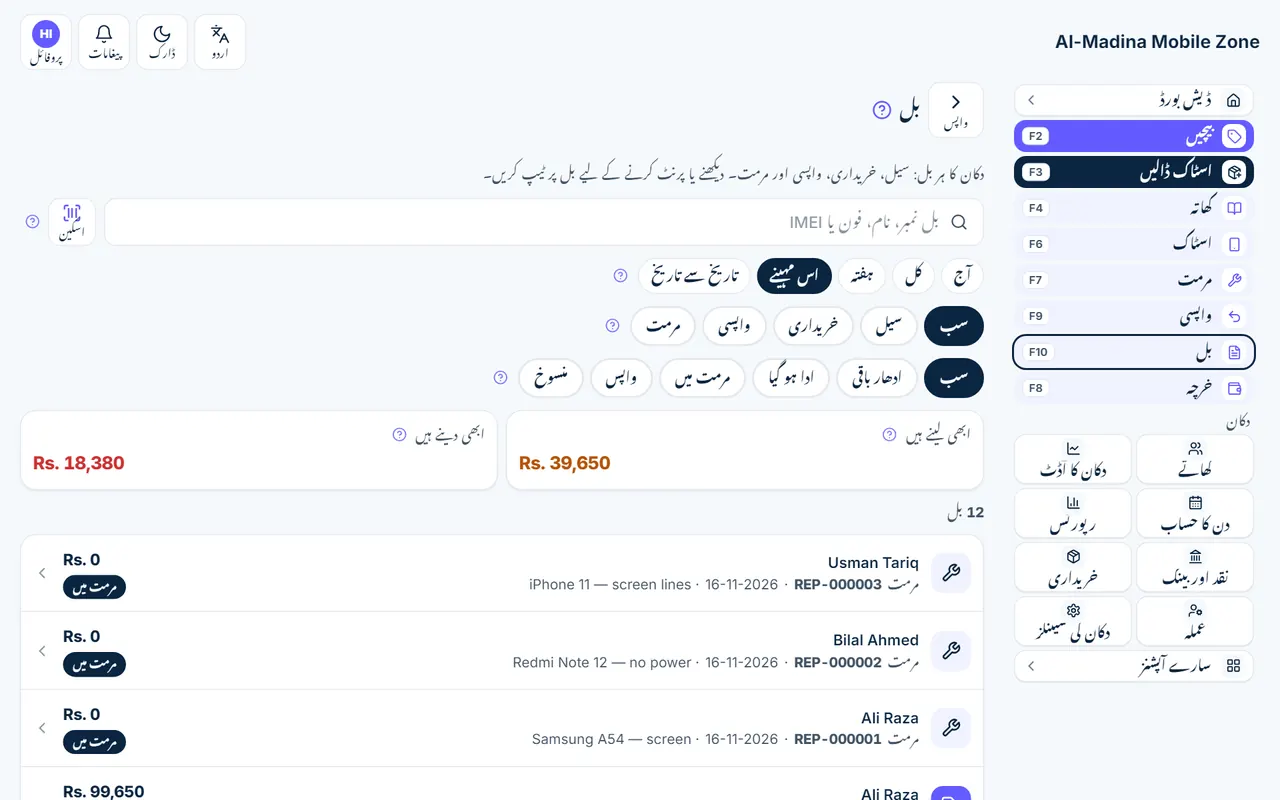 Al-Madina Mobile Zone
اردو
ڈارک
پیغامات
HI
پروفائل
ڈیش بورڈ
بیچیں F2
اسٹاک ڈالیں F3
کھاتہ F4
اسٹاک F6
مرمت F7
واپسی F9
بل F10
خرچہ F8
دکان
کھاتے
دکان کا آڈٹ
دن کا حساب
رپورٹس
نقد اور بینک
خریداری
عملہ
دکان کی سیٹنگز
سارے آپشنز
واپس
بل
دکان کا ہر بل: سیل، خریداری، واپسی اور مرمت۔ دیکھنے یا پرنٹ کرنے کے لیے بل پر ٹیپ کریں۔
بل نمبر، نام، فون یا IMEI
اسکین
آج کل ہفتہ اس مہینے تاریخ سے تاریخ
سب سیل خریداری واپسی مرمت
سب ادھار باقی ادا ہو گیا مرمت میں واپس منسوخ
ابھی لینے ہیں
Rs. 39,650
ابھی دینے ہیں
Rs. 18,380
12 بل
Usman Tariq
مرمت REP-000003 · 16-11-2026 · iPhone 11 — screen lines
Rs. 0
مرمت میں
Bilal Ahmed
مرمت REP-000002 · 16-11-2026 · Redmi Note 12 — no power
Rs. 0
مرمت میں
Ali Raza
مرمت REP-000001 · 16-11-2026 · Samsung A54 — screen
Rs. 0
مرمت میں
Ali Raza
Rs. 99,650